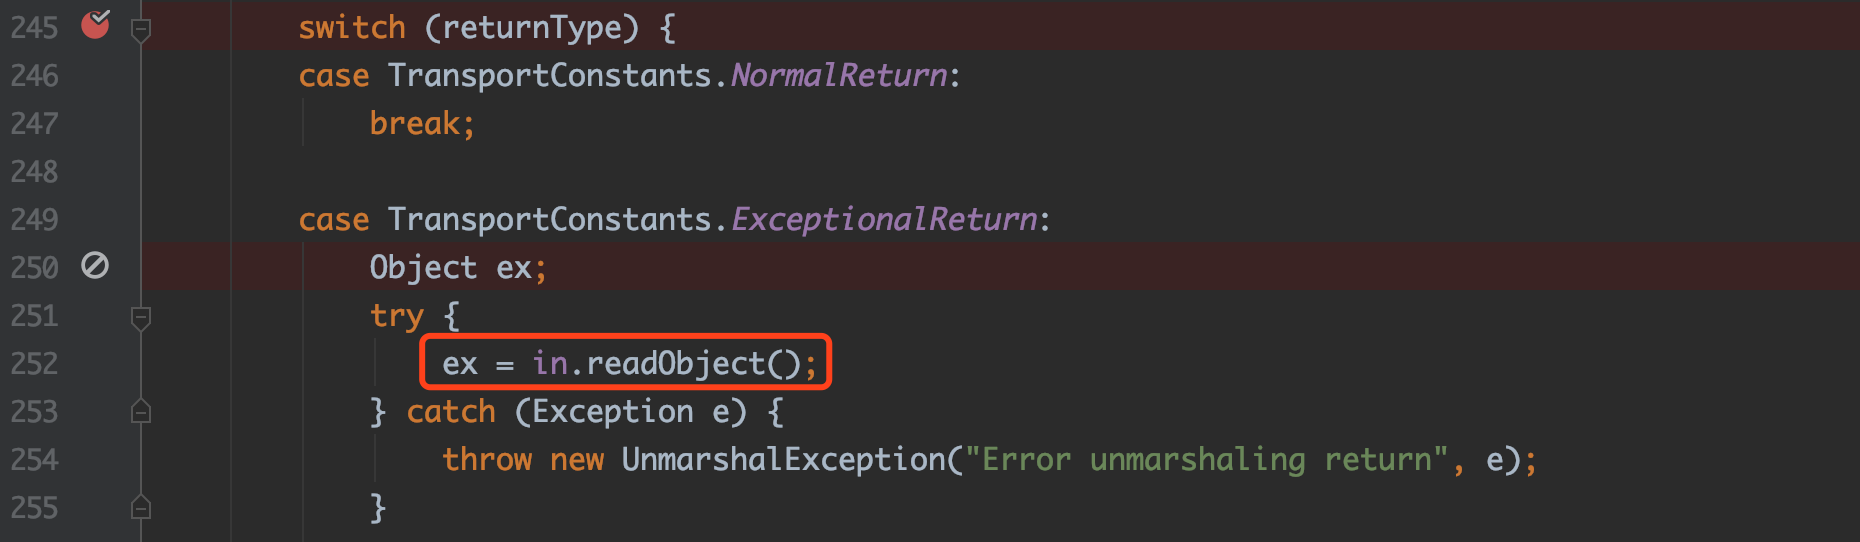 245 switch (returnType) {
246 case TransportConstants.NormalReturn:
247 break;
248
249 case TransportConstants.ExceptionalReturn:
250 Object ex;
251 try {
252 ex = in.readObject();
253 } catch (Exception e) {
254 throw new UnmarshalException("Error unmarshaling return", e);
255 }